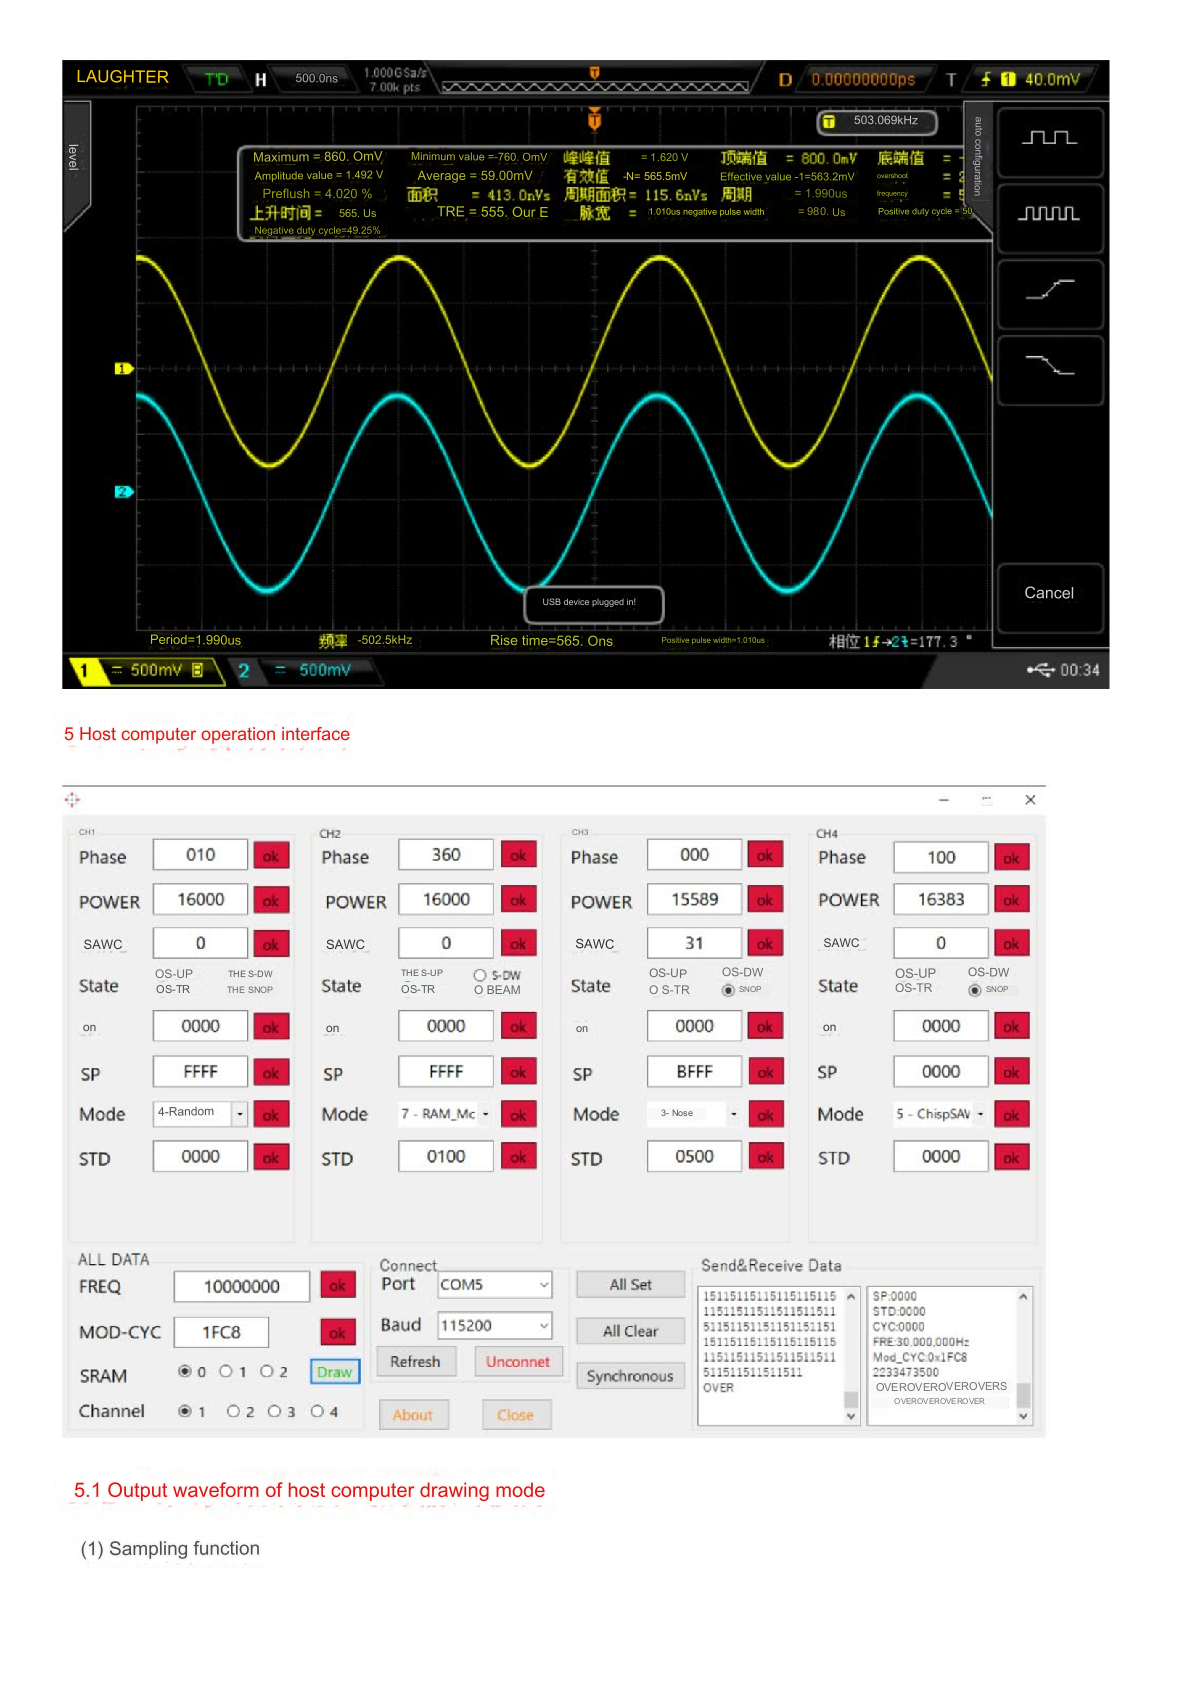 LAUGHTER T'D H 500.0ns 1.000GSa/s 7.00k pts D 0.00000000ps T 1 40.0mV
level
T 503.069kHz
auto configuration
Maximum = 860. OmV Minimum value =-760. OmV 峰峰值 = 1.620 V 顶端值 = 800.0mV 底端值 = -
Amplitude value = 1.492 V Average = 59.00mV 有效值 -N= 565.5mV Effective value -1=563.2mV overshoot =
Preflush = 4.020 % 面积 = 413.0nVs 周期面积 = 115.6nVs 周期 = 1.990us frequency = 5
上升时间 = 565. Us TRE = 555. Our E 脉宽 = 1.010us negative pulse width = 980. Us Positive duty cycle = 50
Negative duty cycle=49.25%
1
2
USB device plugged in!
Cancel
Period=1.990us 频率 -502.5kHz Rise time=565. Ons Positive pulse width=1.010us 相位1→2=177.3 °
1 = 500mV B 2 = 500mV 00:34
5 Host computer operation interface
CH1 CH2 CH3 CH4
Phase 010 ok Phase 360 ok Phase 000 ok Phase 100 ok
POWER 16000 ok POWER 16000 ok POWER 15589 ok POWER 16383 ok
SAWC 0 ok SAWC 0 ok SAWC 31 ok SAWC 0 ok
State OS-UP THE S-DW State THE S-UP S-DW State OS-UP OS-DW State OS-UP OS-DW
OS-TR THE SNOP OS-TR O BEAM O S-TR SNOP OS-TR SNOP
on 0000 ok on 0000 ok on 0000 ok on 0000 ok
SP FFFF ok SP FFFF ok SP BFFF ok SP 0000 ok
Mode 4-Random ok Mode 7 - RAM_Mc ok Mode 3- Nose ok Mode 5 - ChispSAV ok
STD 0000 ok STD 0100 ok STD 0500 ok STD 0000 ok
ALL DATA
FREQ 10000000 ok
MOD-CYC 1FC8 ok
SRAM 0 1 2 Draw
Channel 1 2 3 4
Connect
Port COM5
Baud 115200
Refresh Unconnet
About Close
All Set
All Clear
Synchronous
Send&Receive Data
15115115115115115115
11511511511511511511
51151151151151151151
15115115115115115115
11511511511511511511
511511511511511
OVER
SP:0000
STD:0000
CYC:0000
FRE:30,000,000Hz
Mod_CYC:0x1FC8
2233473500
OVEROVEROVEROVERS
OVEROVEROVEROVER
5.1 Output waveform of host computer drawing mode
(1) Sampling function